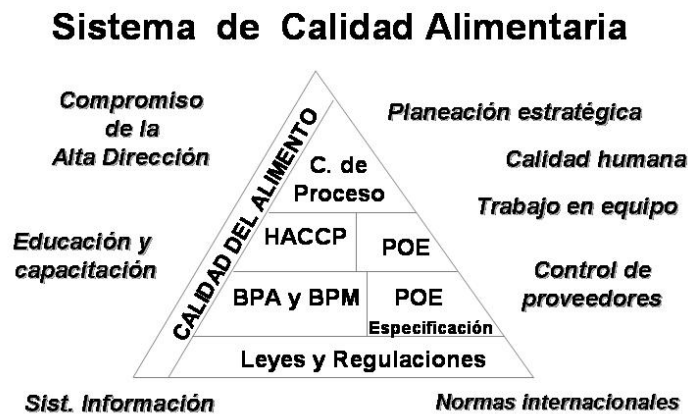 Sistema de Calidad Alimentaria
Compromiso
de la
Alta Dirección
Educación y
capacitación
Sist. Información
CALIDAD DEL ALIMENTO
C. de
Proceso
HACCP
POE
BPA y BPM
POE
Especificación
Leyes y Regulaciones
Planeación estratégica
Calidad humana
Trabajo en equipo
Control de
proveedores
Normas internacionales